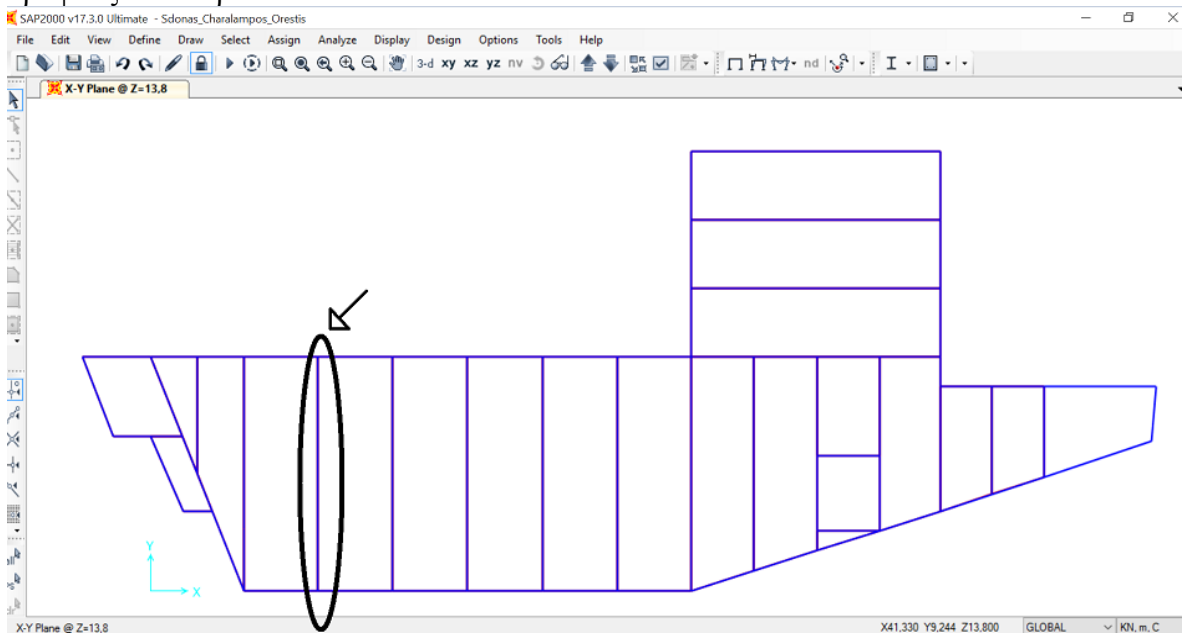 SAP2000 v17.3.0 Ultimate - Sdonas_Charalampos_Orestis
File Edit View Define Draw Select Assign Analyze Display Design Options Tools Help
3-d xy xz yz nv nd
X-Y Plane @ Z=13,8
Y
X
X-Y Plane @ Z=13,8 X41,330 Y9,244 Z13,800 GLOBAL KN, m, C